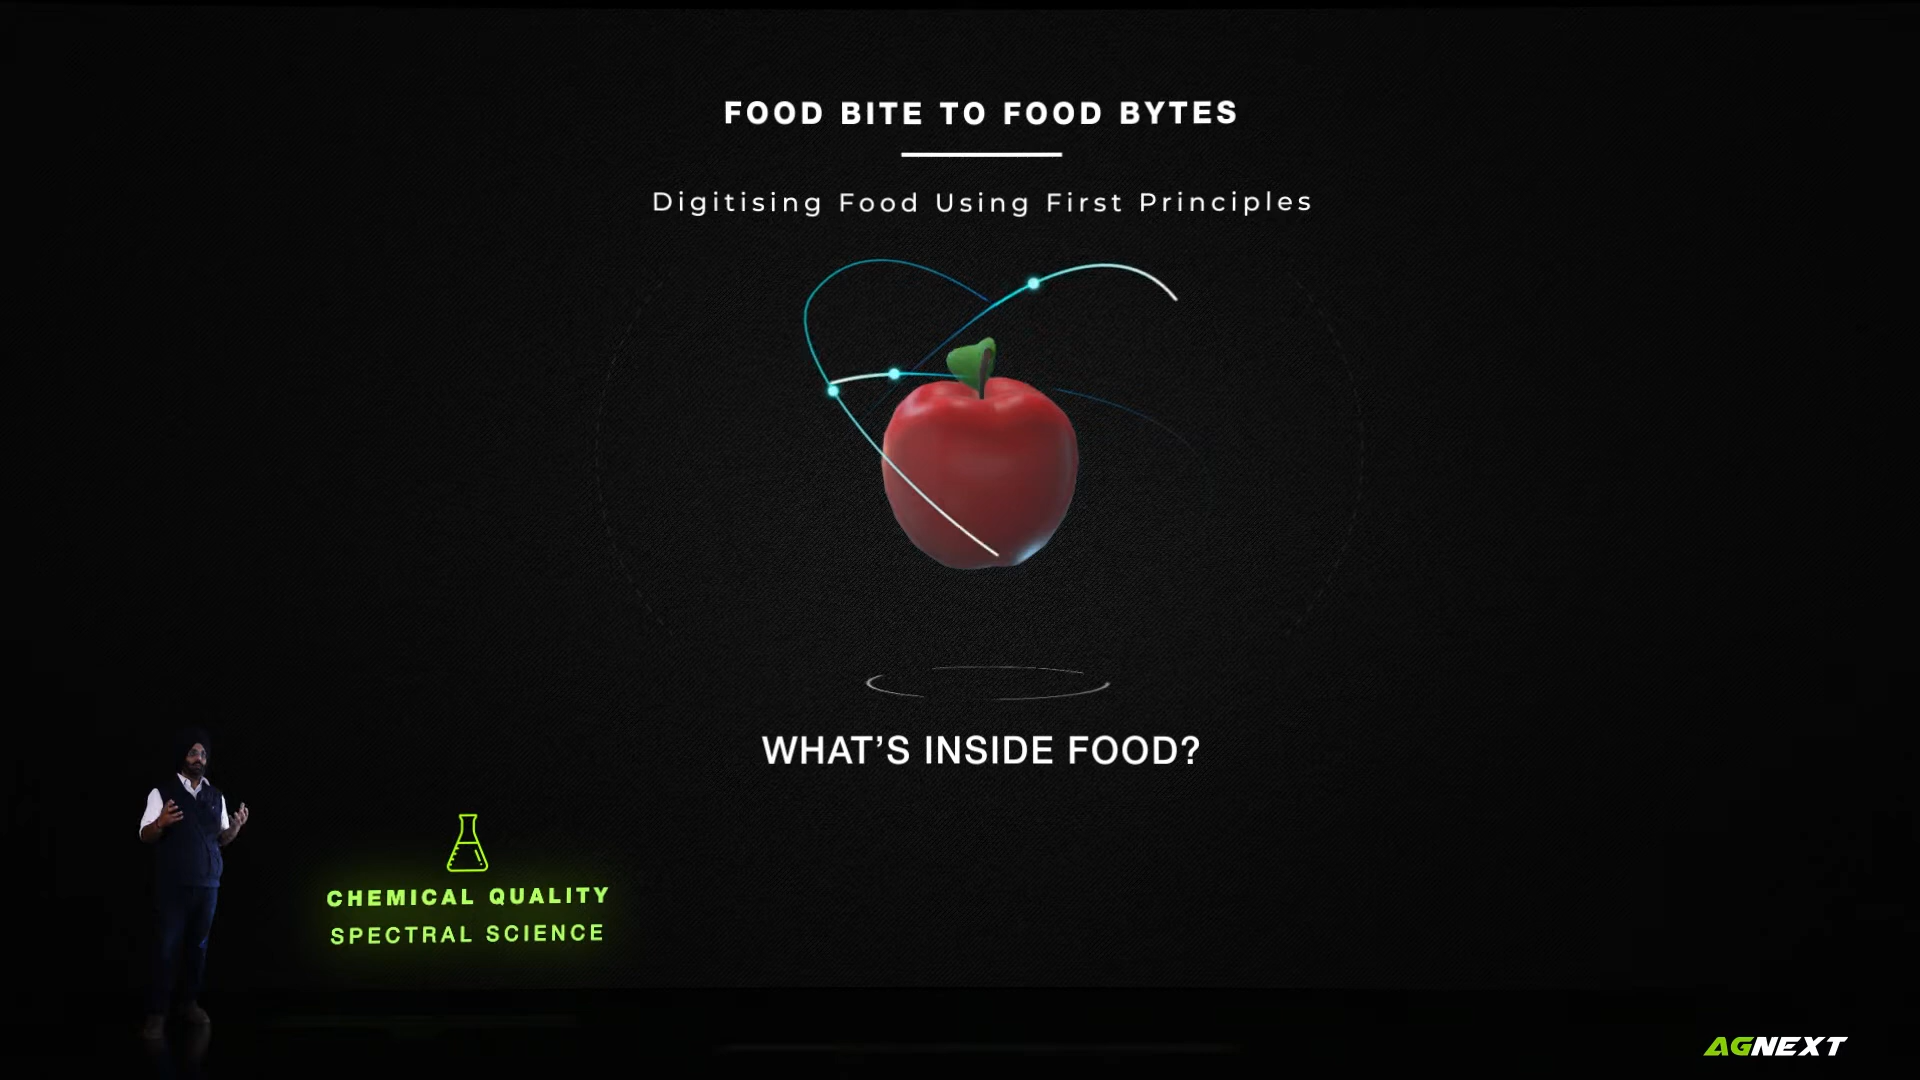 FOOD BITE TO FOOD BYTES
Digitising Food Using First Principles
WHAT’S INSIDE FOOD?
CHEMICAL QUALITY
SPECTRAL SCIENCE
AGNEXT